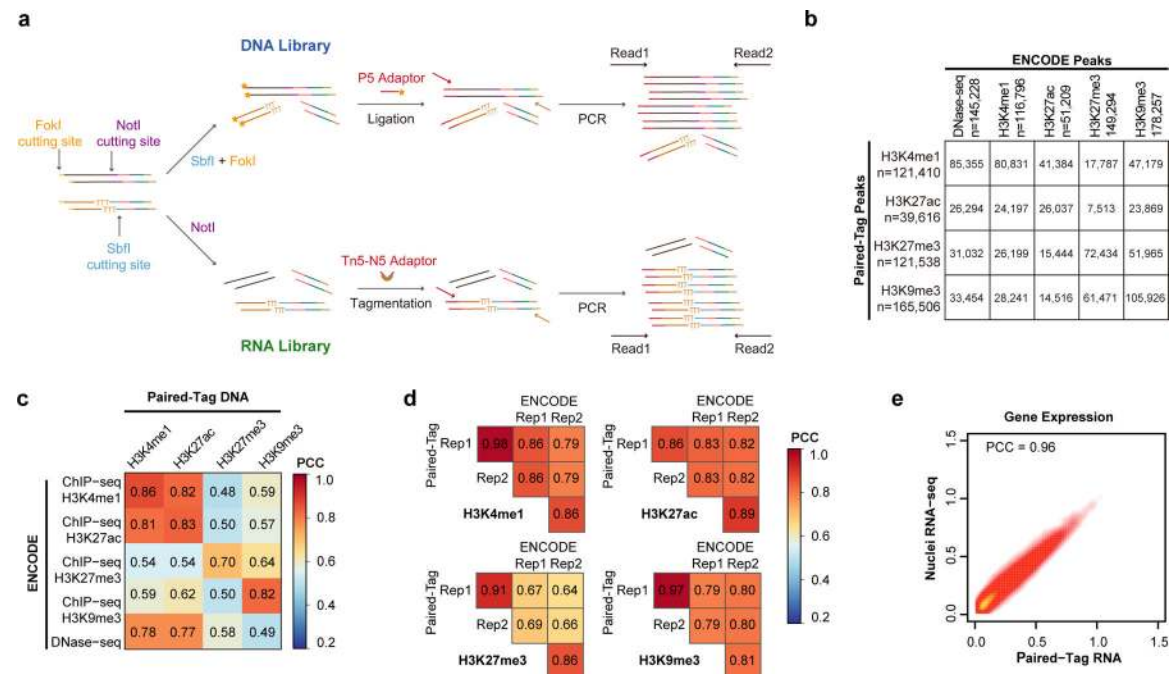 a
DNA Library
P5 Adaptor
Ligation
PCR
Read1
Read2
FokI
cutting site
NotI
cutting site
SbfI + FokI
TTT
TTT
SbfI
cutting site
NotI
Tn5-N5 Adaptor
Tagmentation
PCR
RNA Library
Read1
Read2
b
ENCODE Peaks
DNase-seq
n=145,228
H3K4me1
n=116,796
H3K27ac
n=51,209
H3K27me3
149,294
H3K9me3
178,257
Paired-Tag Peaks
H3K4me1
n=121,410
85,355 80,831 41,384 17,787 47,179
H3K27ac
n=39,616
26,294 24,197 26,037 7,513 23,869
H3K27me3
n=121,538
31,032 26,199 15,444 72,434 51,965
H3K9me3
n=165,506
33,454 28,241 14,516 61,471 105,926
c
Paired-Tag DNA
H3K4me1
H3K27ac
H3K27me3
H3K9me3
ENCODE
ChIP-seq
H3K4me1
0.86 0.82 0.48 0.59
ChIP-seq
H3K27ac
0.81 0.83 0.50 0.57
ChIP-seq
H3K27me3
0.54 0.54 0.70 0.64
ChIP-seq
H3K9me3
0.59 0.62 0.50 0.82
DNase-seq
0.78 0.77 0.58 0.49
PCC
1.0
0.8
0.6
0.4
0.2
d
ENCODE
Rep1 Rep2
Paired-Tag
Rep1
0.98 0.86 0.79
Rep2
0.86 0.79
H3K4me1
0.86
ENCODE
Rep1 Rep2
Paired-Tag
Rep1
0.86 0.83 0.82
Rep2
0.83 0.82
H3K27ac
0.89
ENCODE
Rep1 Rep2
Paired-Tag
Rep1
0.91 0.67 0.64
Rep2
0.69 0.66
H3K27me3
0.86
ENCODE
Rep1 Rep2
Paired-Tag
Rep1
0.97 0.79 0.80
Rep2
0.79 0.80
H3K9me3
0.81
PCC
1.0
0.8
0.6
0.4
0.2
e
Gene Expression
PCC = 0.96
Nuclei RNA-seq
1.5
1.0
0.5
0.0
0.0 0.5 1.0 1.5
Paired-Tag RNA